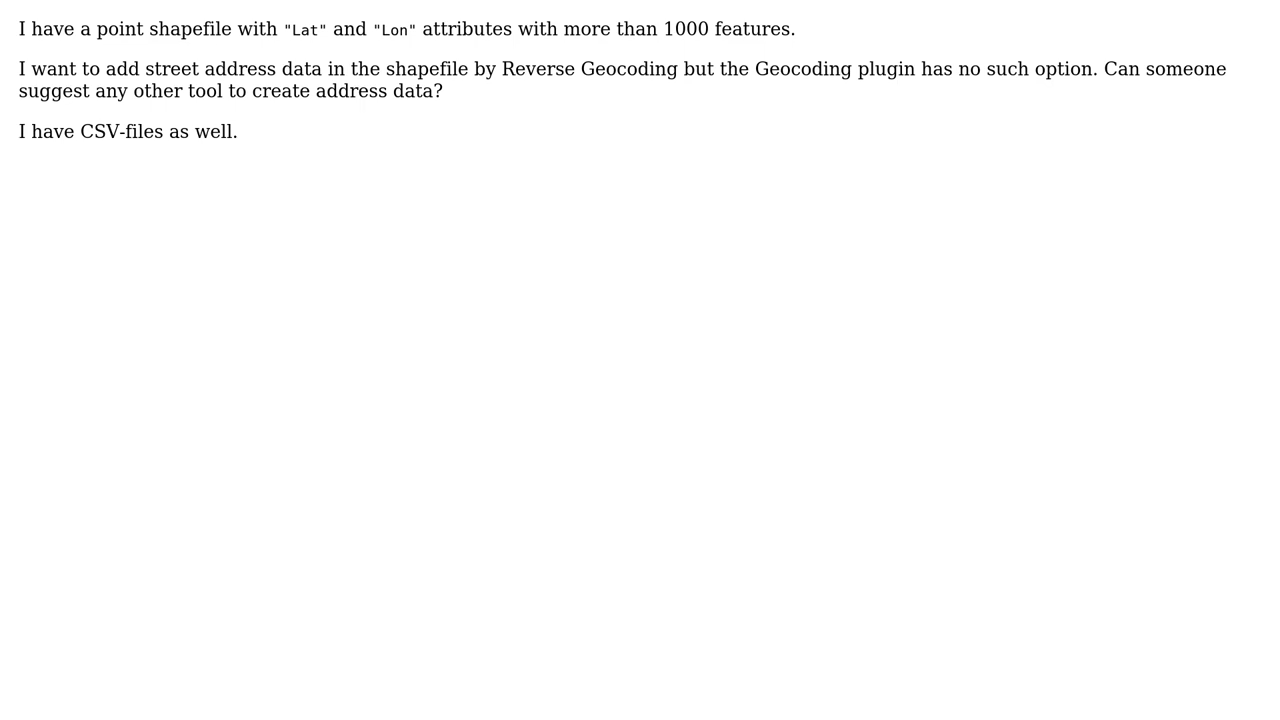 I have a point shapefile with "Lat" and "Lon" attributes with more than 1000 features.
I want to add street address data in the shapefile by Reverse Geocoding but the Geocoding plugin has no such option. Can someone
suggest any other tool to create address data?
I have CSV-files as well.